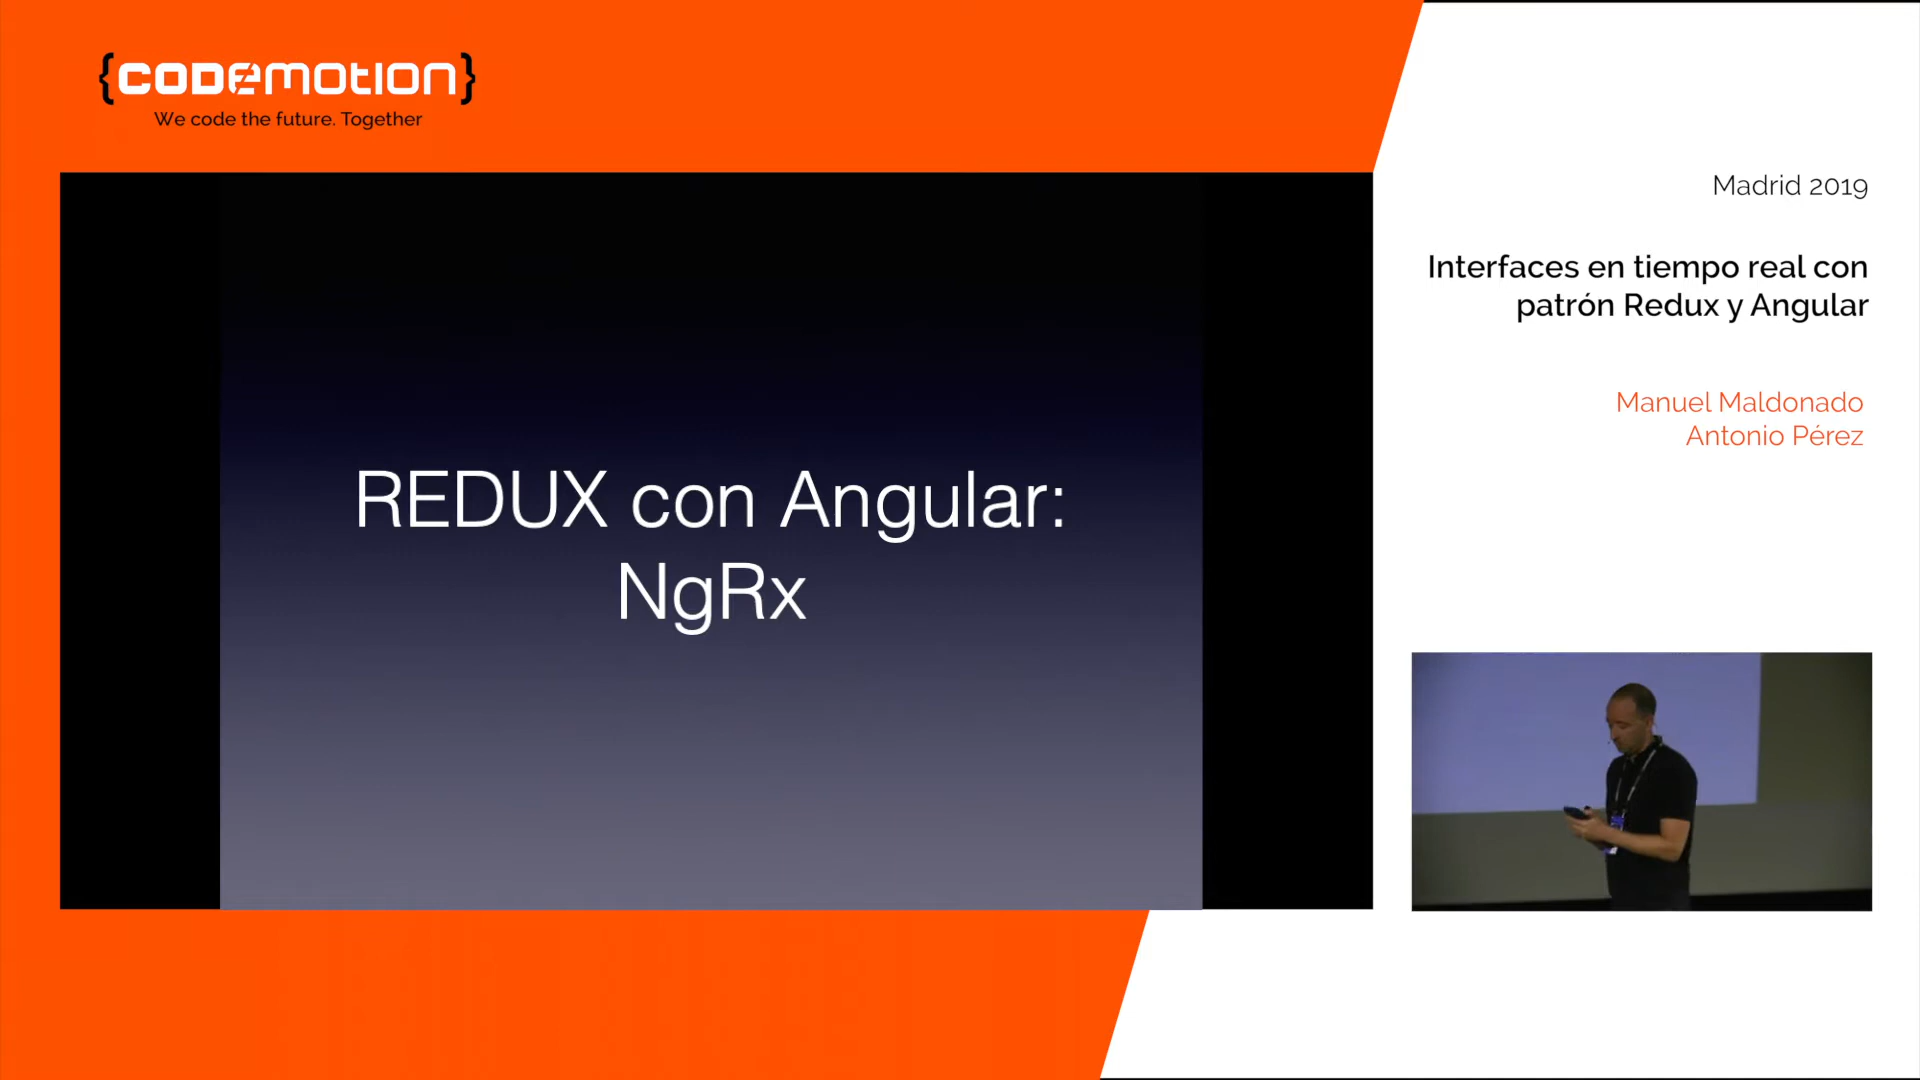 {CODEMOTION}
We code the future. Together
REDUX con Angular:
NgRx
Madrid 2019
Interfaces en tiempo real con
patrón Redux y Angular
Manuel Maldonado
Antonio Pérez